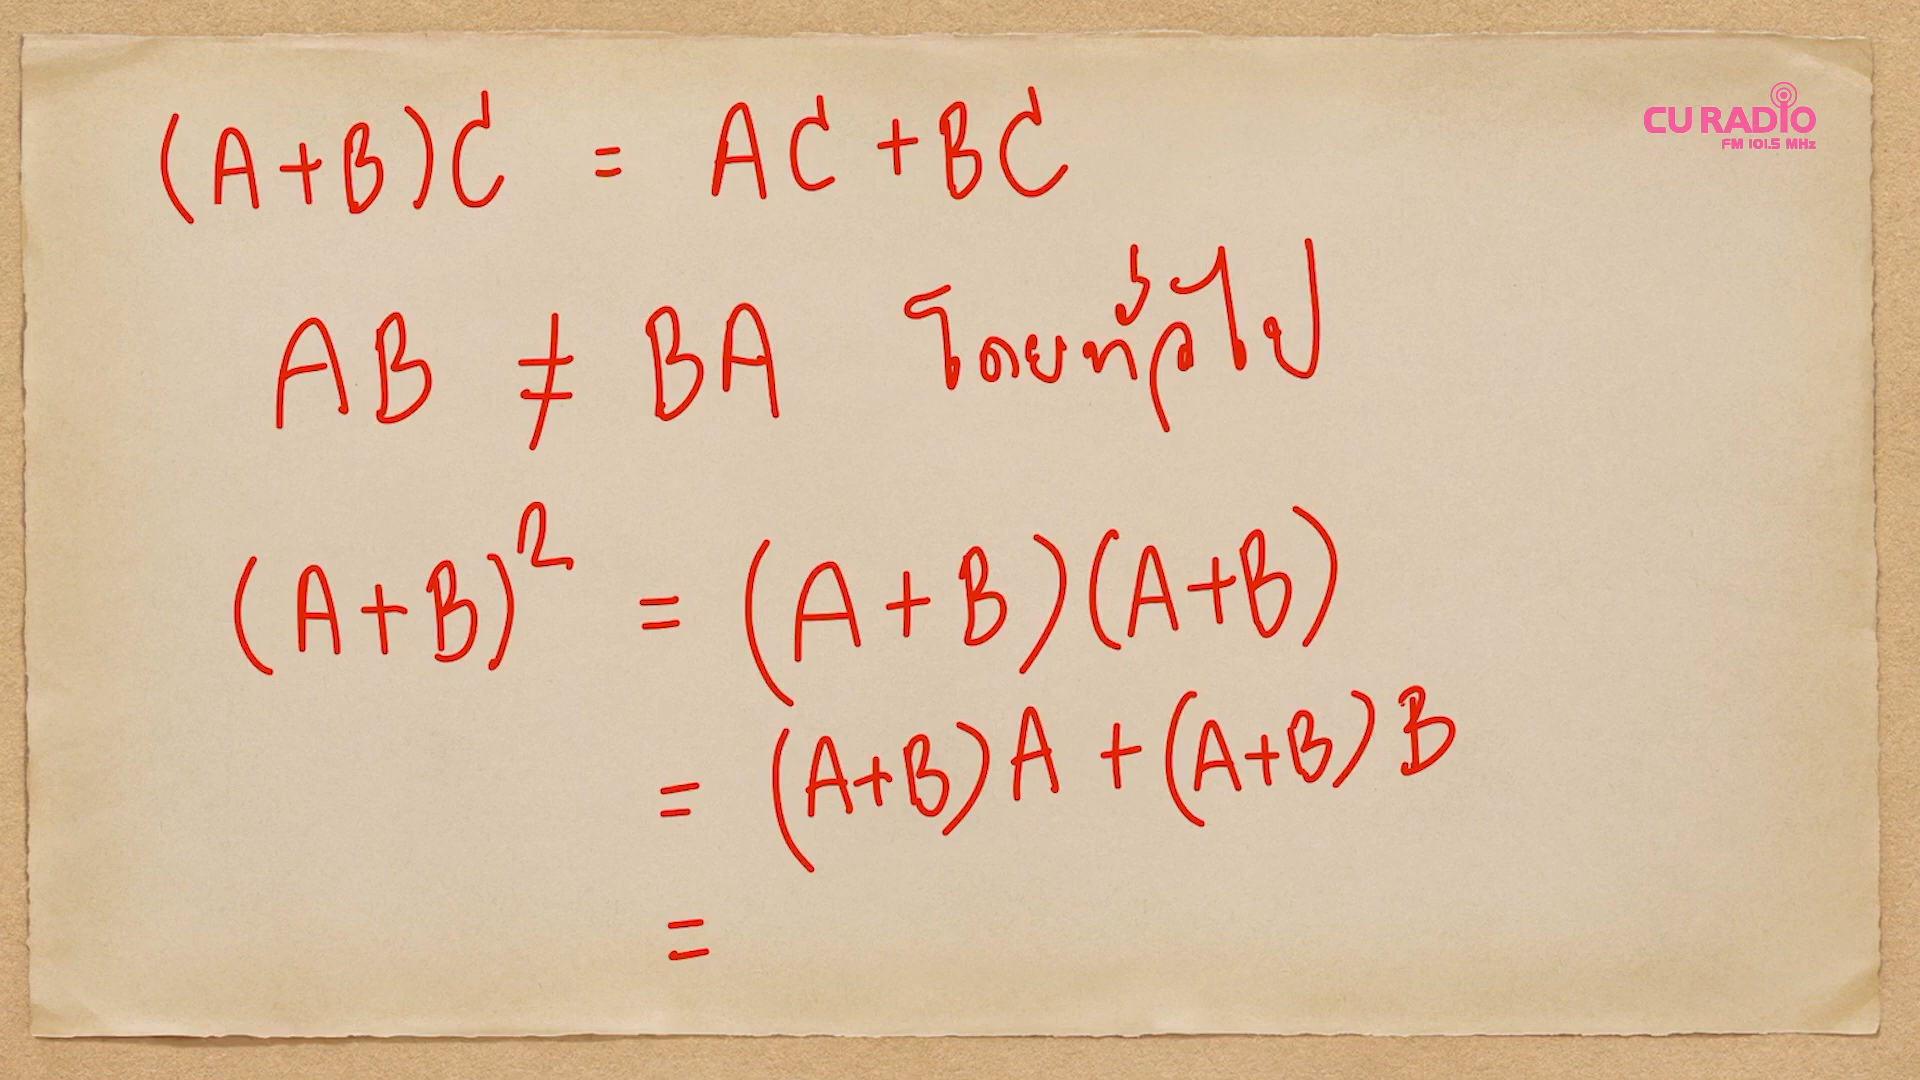 (A+B)C = AC + BC
CU RADIO
FM 101.5 MHz
AB ≠ BA โดยทั่วไป
(A+B)² = (A+B)(A+B)
= (A+B)A + (A+B)B
=